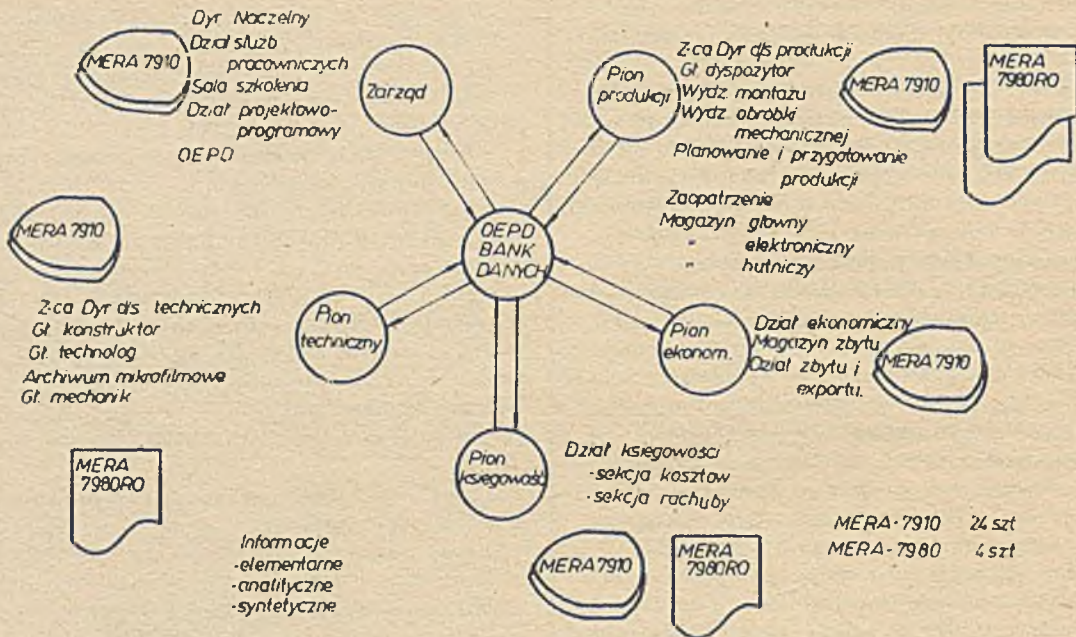 MERA 7910
Dyr Naczelny
Dział służb
pracowniczych
Sala szkolenia
Dział projektowo-
programowy
OEPD
Zarząd
Pion
produkcji
Z-ca Dyr d/s produkcji
Gł. dyspozytor
Wydz. montażu
Wydz. obróbki
mechanicznej
Planowanie i przygotowanie
produkcji
Zaopatrzenie
Magazyn główny
" elektroniczny
" hutniczy
MERA 7910
MERA
7980RO
MERA 7910
OEPD
BANK
DANYCH
Z-ca Dyr d/s technicznych
Gł. konstruktor
Gł. technolog
Archiwum mikrofilmowe
Gł. mechanik
Pion
techniczny
Pion
ekonom.
Dział ekonomiczny
Magazyn zbytu
Dział zbytu i
exportu.
MERA 7910
Pion
księgowość
Dział księgowości
-sekcja kosztów
-sekcja rachuby
MERA
7980RO
Informacje
-elementarne
-analityczne
-syntetyczne
MERA 7910
MERA
7980RO
MERA-7910 24 szt
MERA-7980 4 szt